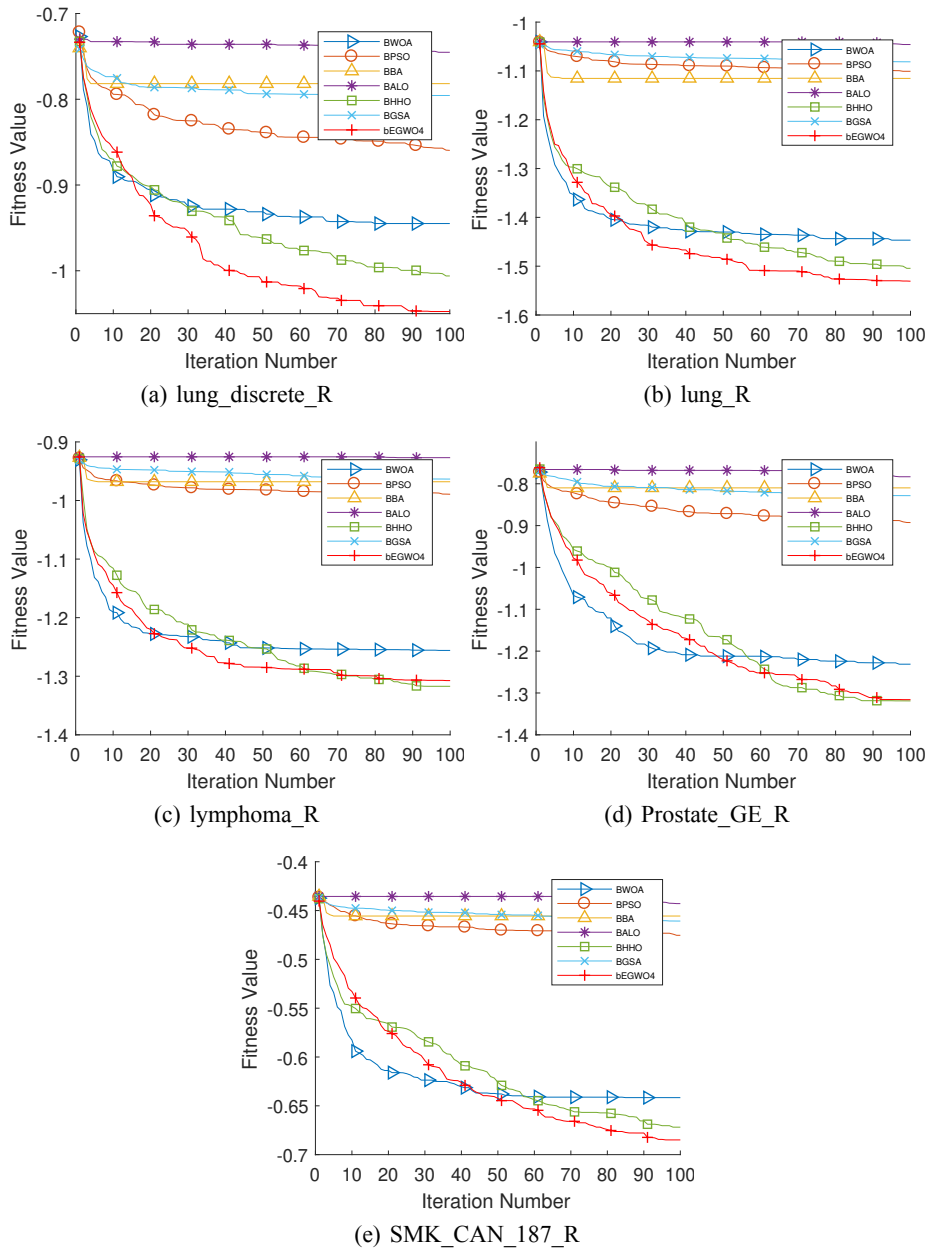 -0.7
-0.8
-0.9
-1
Fitness Value
0 10 20 30 40 50 60 70 80 90 100
Iteration Number
BWOA
BPSO
BBA
BALO
BHHO
BGSA
bEGWO4
(a) lung_discrete_R
-1
-1.1
-1
-1.3
-1.4
-1.5
-1.6
Fitness Value
0 10 20 30 40 50 60 70 80 90 100
Iteration Number
BWOA
BPSO
BBA
BALO
BHHO
BGSA
bEGWO4
(b) lung_R
-0.9
-1
-1.1
-1.2
-1.3
-1.4
Fitness Value
0 10 20 30 40 50 60 70 80 90 100
Iteration Number
BWOA
BPSO
BBA
BALO
BHHO
BGSA
bEGWO4
(c) lymphoma_R
-0.8
-0.9
-1
-1.1
-1.2
-1.3
-1.4
Fitness Value
0 10 20 30 40 50 60 70 80 90 100
Iteration Number
BWOA
BPSO
BBA
BALO
BHHO
BGSA
bEGWO4
(d) Prostate_GE_R
-0.4
-0.45
-0.5
-0.55
-0.6
-0.65
-0.7
Fitness Value
0 10 20 30 40 50 60 70 80 90 100
Iteration Number
BWOA
BPSO
BBA
BALO
BHHO
BGSA
bEGWO4
(e) SMK_CAN_187_R